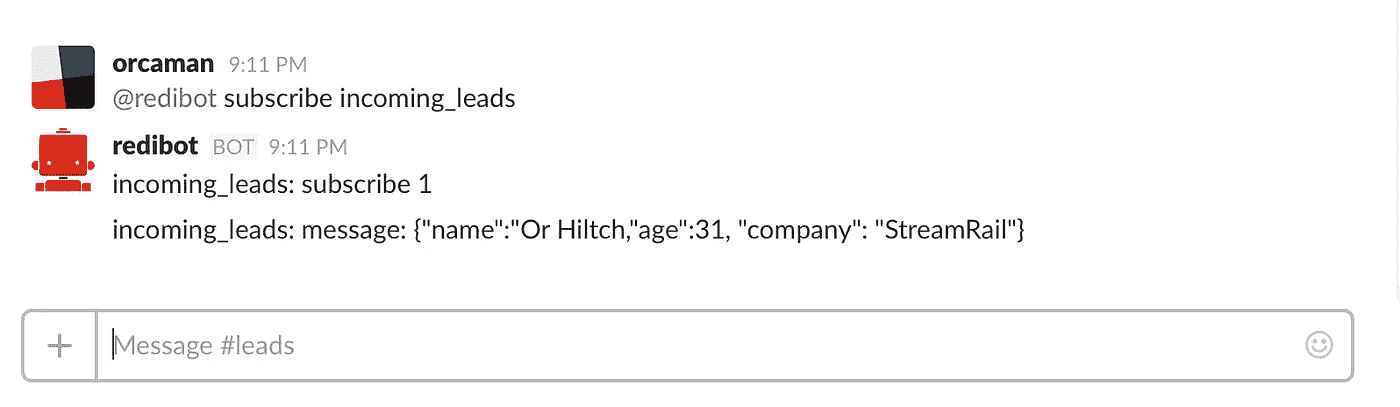 orcaman 9:11 PM
@redibot subscribe incoming_leads
redibot BOT 9:11 PM
incoming_leads: subscribe 1
incoming_leads: message: {"name":"Or Hiltch,"age":31, "company": "StreamRail"}
Message #leads